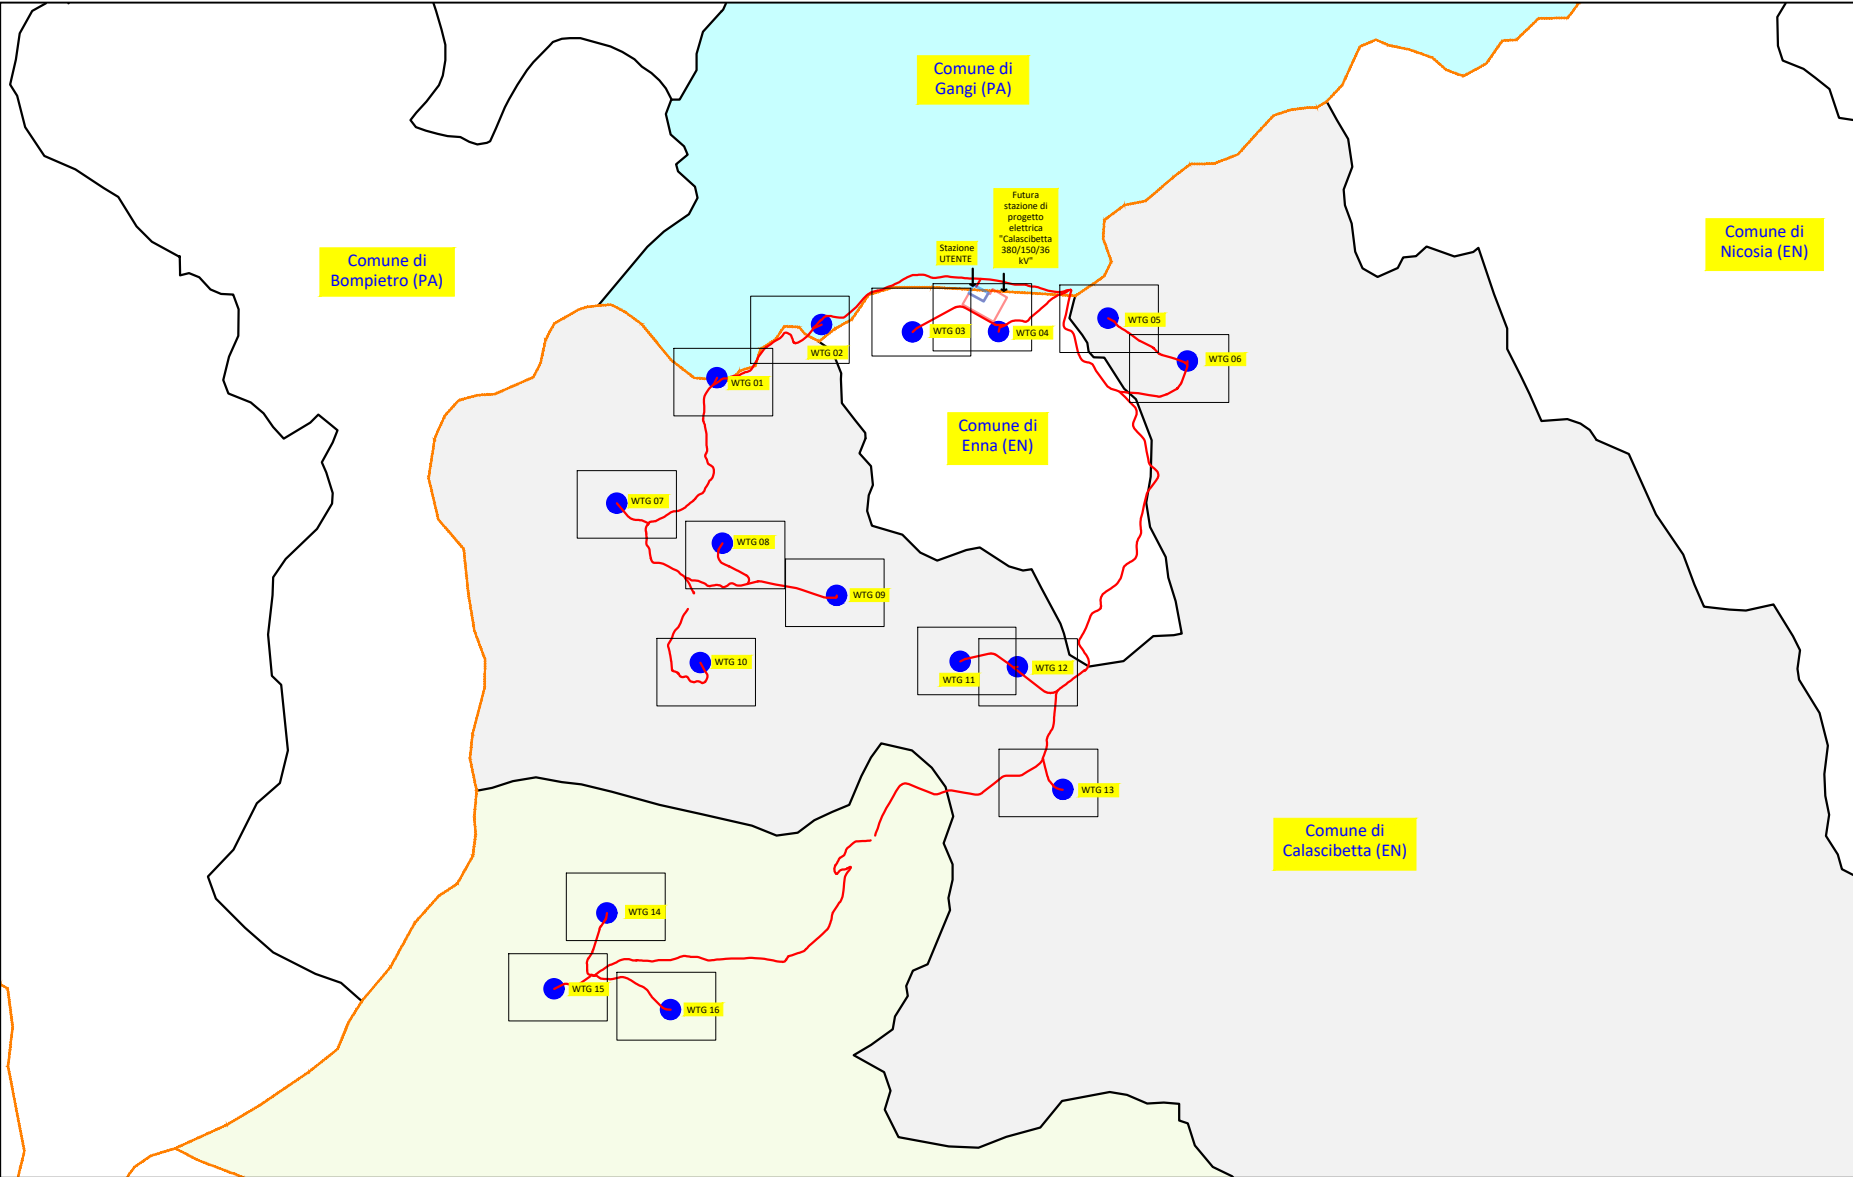 Comune di
Gangi (PA)
Futura
stazione di
progetto
elettrica
"Calascibetta
380/150/36
kV"
Stazione
UTENTE
Comune di
Nicosia (EN)
Comune di
Bompietro (PA)
WTG 05
WTG 03
WTG 04
WTG 02
WTG 06
WTG 01
Comune di
Enna (EN)
WTG 07
WTG 08
WTG 09
WTG 10
WTG 12
WTG 11
WTG 13
Comune di
Calascibetta (EN)
WTG 14
WTG 15
WTG 16